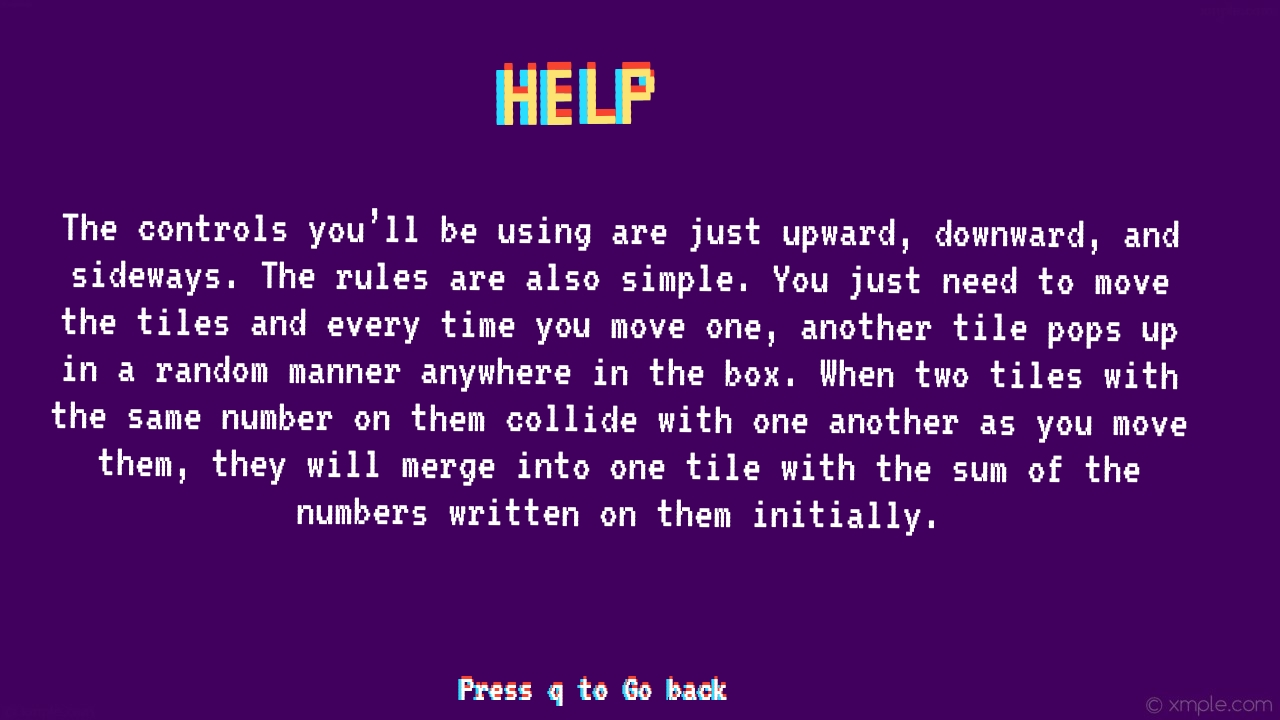 HELP
The controls you'll be using are just upward, downward, and
sideways. The rules are also simple. You just need to move
the tiles and every time you move one, another tile pops up
in a random manner anywhere in the box. When two tiles with
the same number on them collide with one another as you move
them, they will merge into one tile with the sum of the
numbers written on them initially.
Press q to Go back
© xmple.com